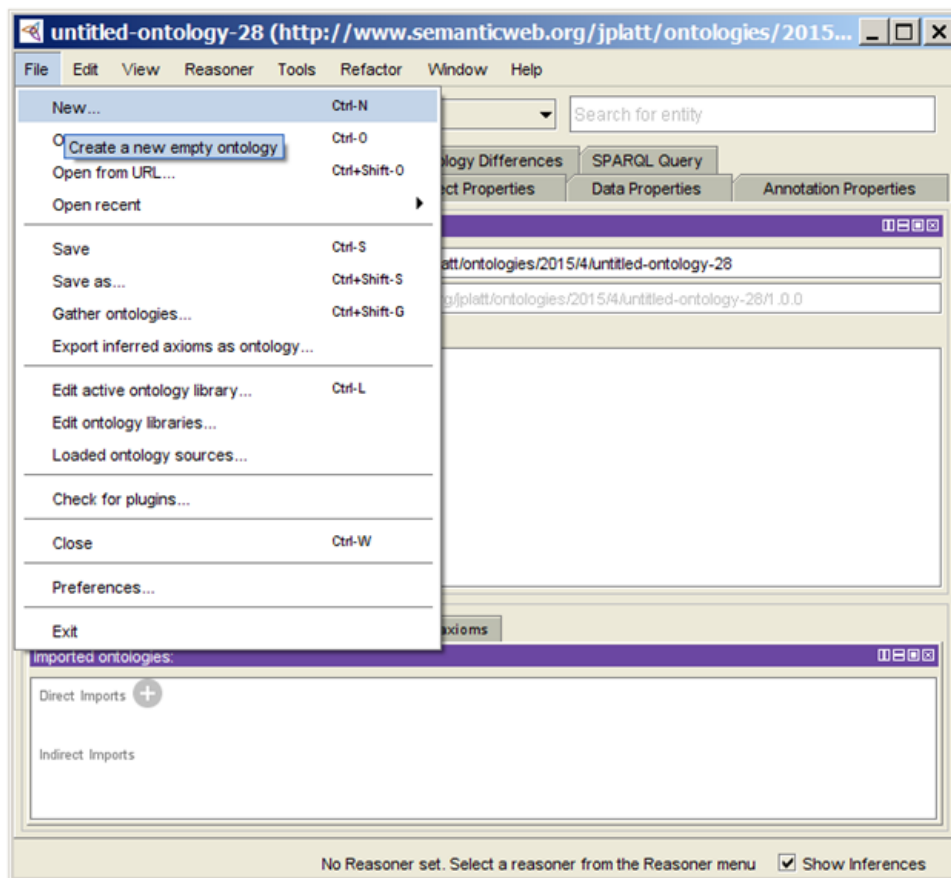 untitled-ontology-28 (http://www.semanticweb.org/jplatt/ontologies/2015...
File Edit View Reasoner Tools Refactor Window Help
New... Ctrl-N
Search for entity
O Ctrl-O
Create a new empty ontology
ology Differences SPARQL Query
Open from URL... Ctrl+Shift-O
ect Properties Data Properties Annotation Properties
Open recent
Save Ctrl-S
att/ontologies/2015/4/untitled-ontology-28
Save as... Ctrl+Shift-S
g/jplatt/ontologies/2015/4/untitled-ontology-28/1.0.0
Gather ontologies... Ctrl+Shift-G
Export inferred axioms as ontology...
Edit active ontology library... Ctrl-L
Edit ontology libraries...
Loaded ontology sources...
Check for plugins...
Close Ctrl-W
Preferences...
Exit
axioms
Imported ontologies:
Direct Imports
Indirect Imports
No Reasoner set. Select a reasoner from the Reasoner menu Show Inferences